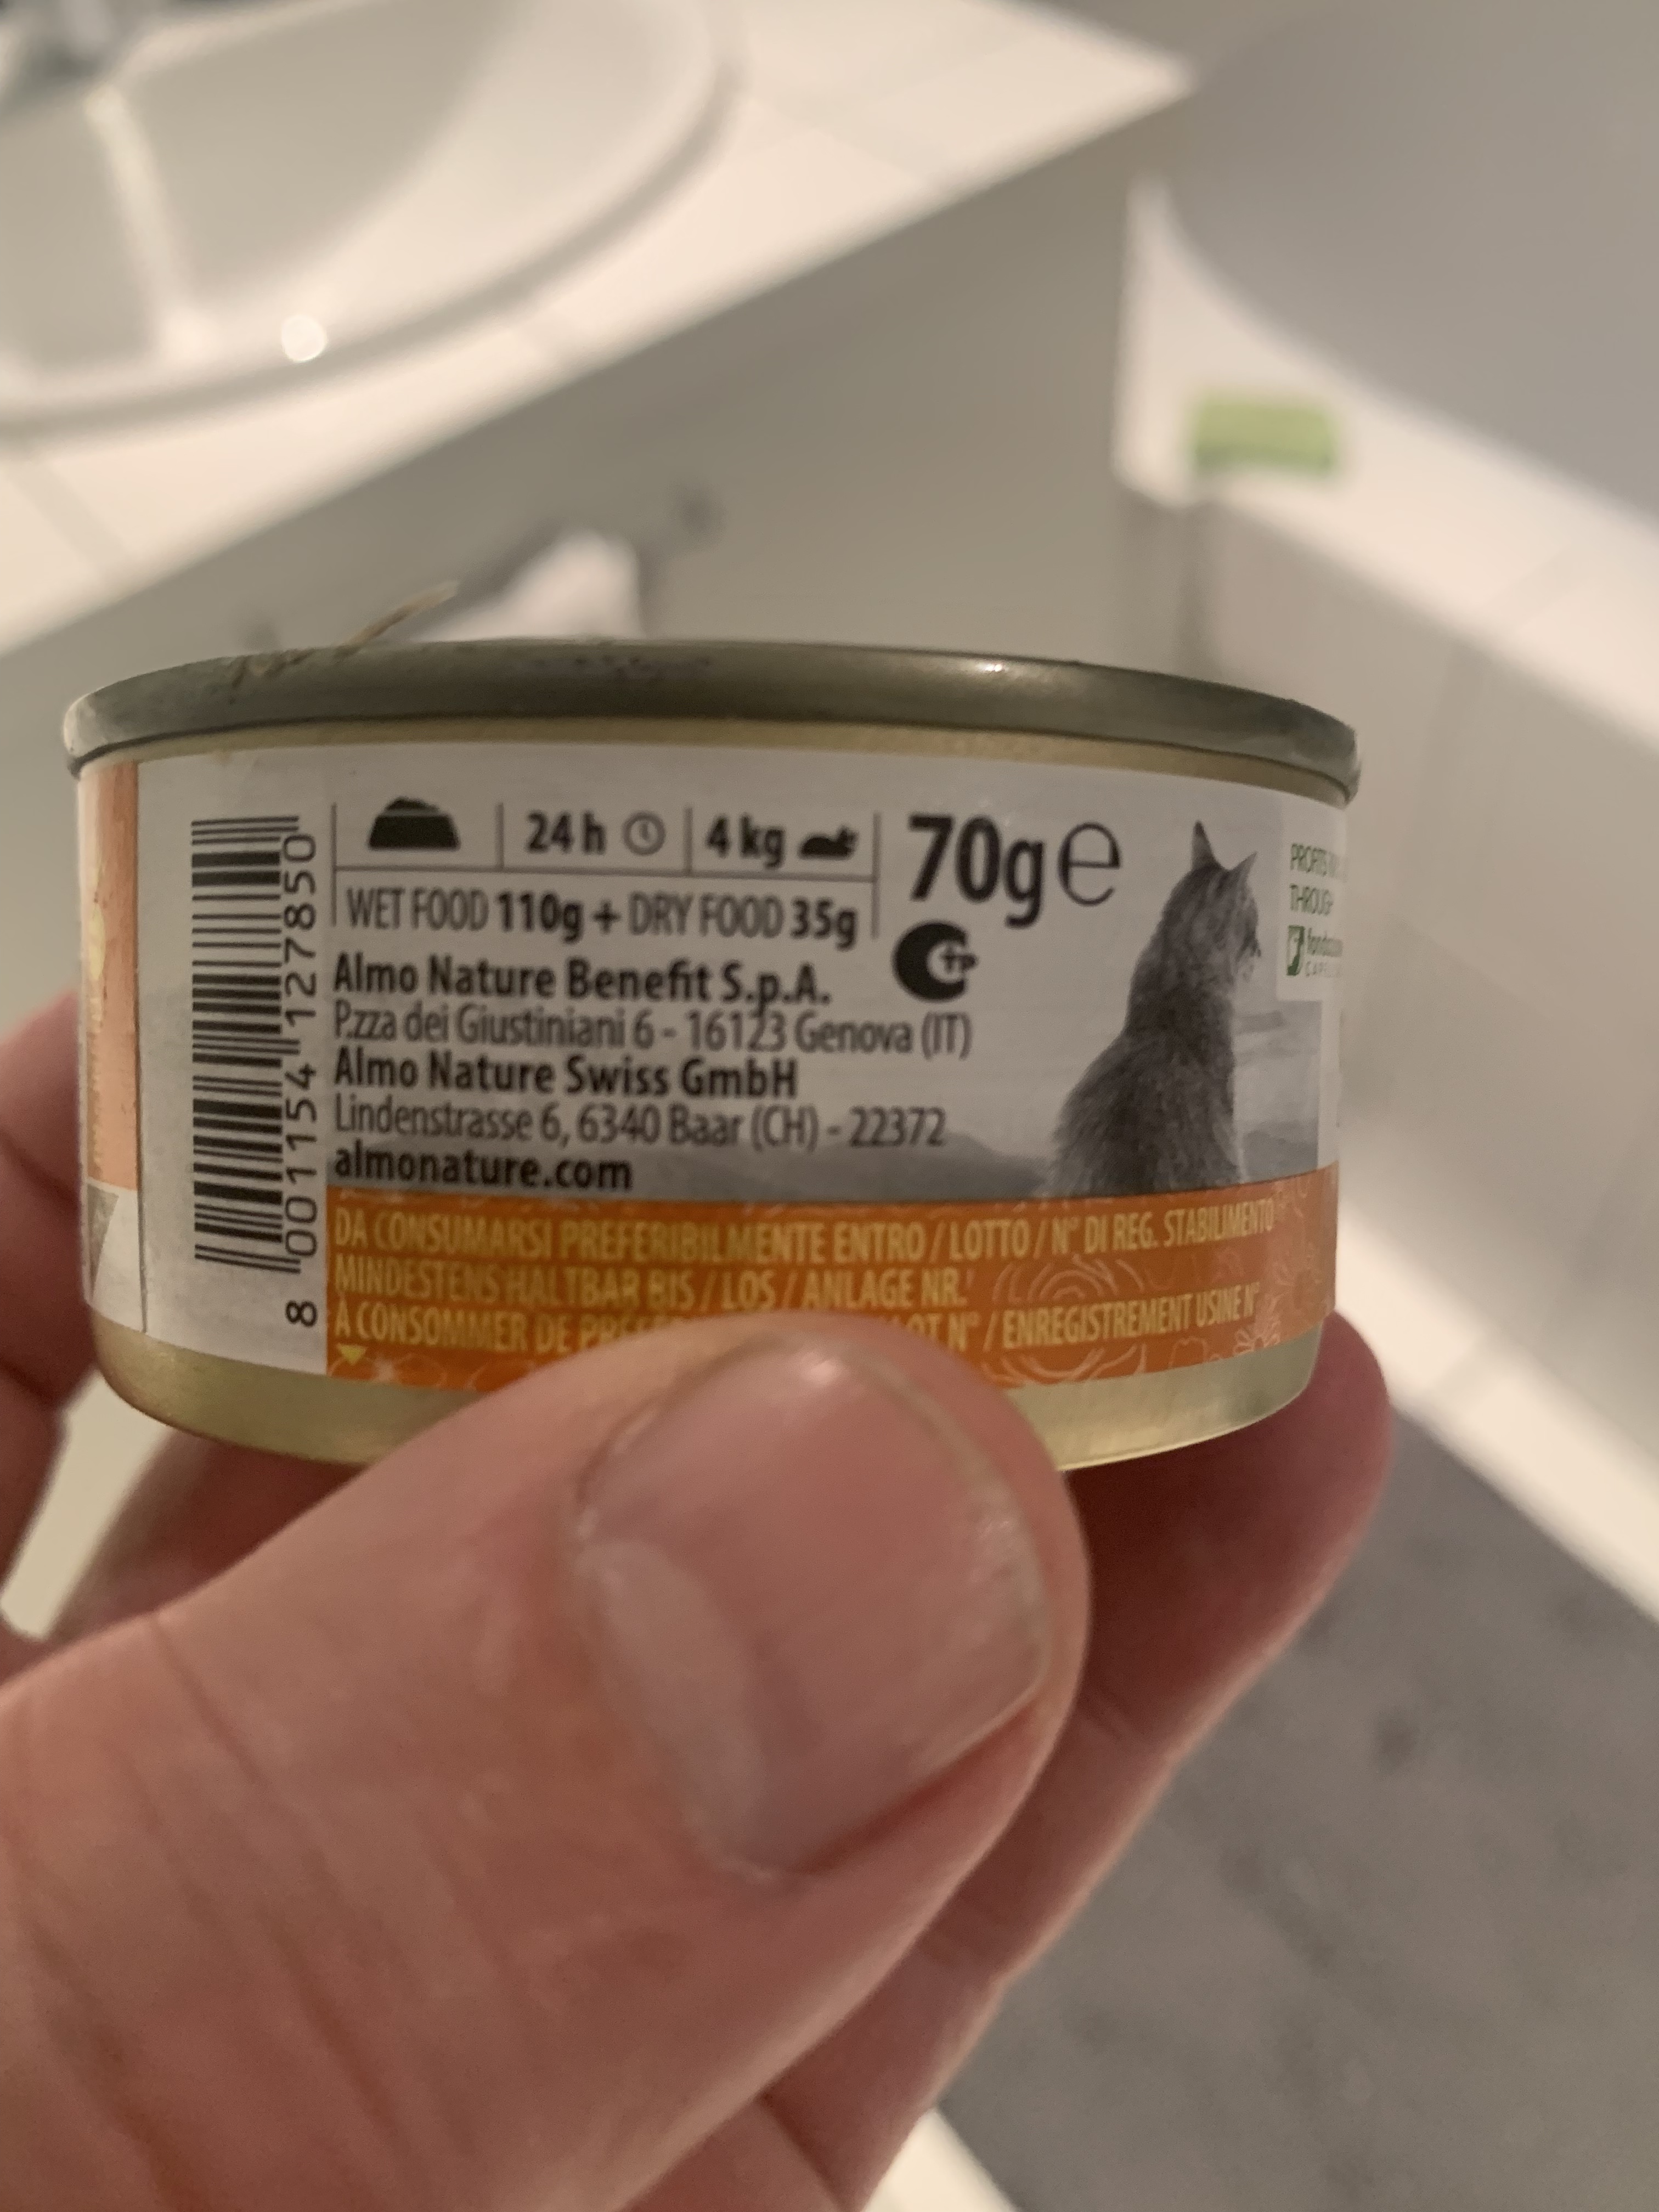 24 h
4 kg
WET FOOD 110g + DRY FOOD 35g
70g e
Almo Nature Benefit S.p.A.
P.zza dei Giustiniani 6 - 16123 Genova (IT)
Almo Nature Swiss GmbH
Lindenstrasse 6, 6340 Baar (CH) - 22372
almonature.com
DA CONSUMARSI PREFERIBILMENTE ENTRO / LOTTO / N° DI REG. STABILIMENTO
MINDESTENS HALTBAR BIS / LOS / ANLAGE NR.
À CONSOMMER DE N° / ENREGISTREMENT USINE N°
8 001154 127850
THROUGH